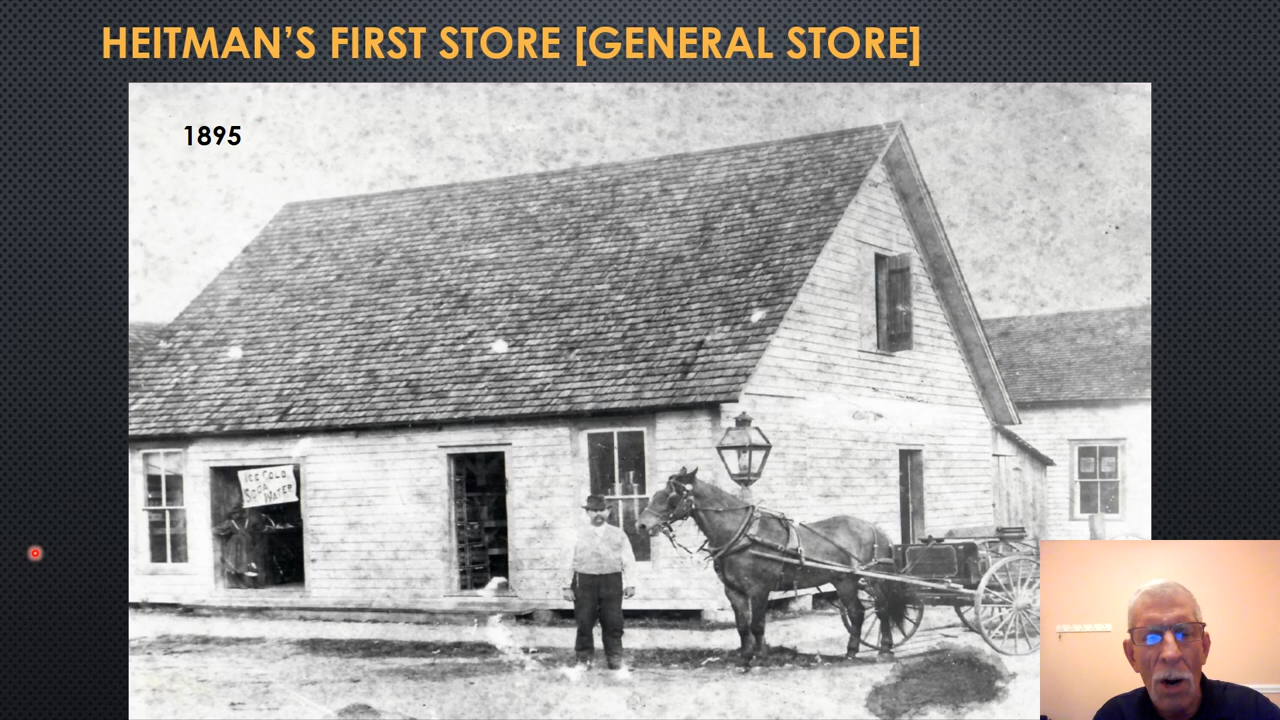 HEITMAN'S FIRST STORE [GENERAL STORE]
1895
ICE COLD
SODA WATER